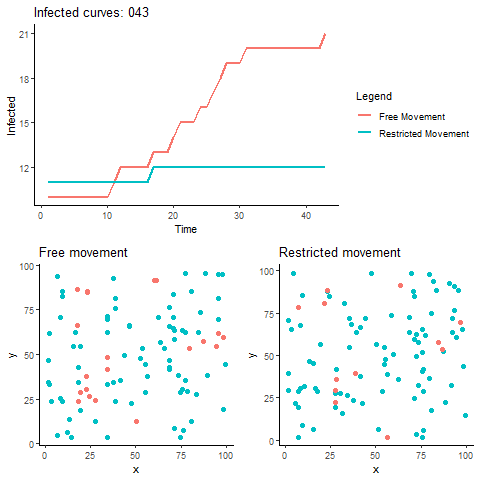 Infected curves: 043
21
18
15
12
Infected
0
10
20
30
40
Time
Legend
Free Movement
Restricted Movement
Free movement
100
75
50
25
0
y
0
25
50
75
100
x
Restricted movement
100
75
50
25
0
y
0
25
50
75
100
x